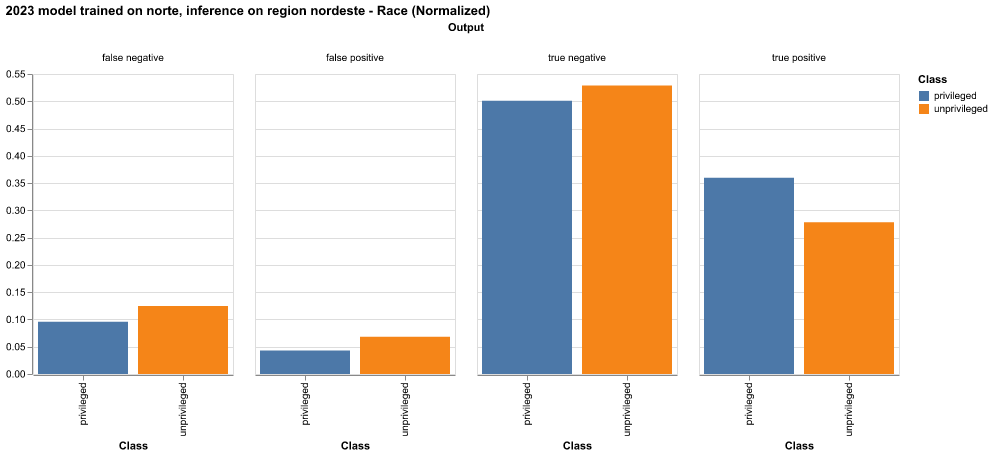 2023 model trained on norte, inference on region nordeste - Race (Normalized)
Output
false negative
false positive
true negative
true positive
0.55
0.50
0.45
0.40
0.35
0.30
0.25
0.20
0.15
0.10
0.05
0.00
privileged
unprivileged
Class
privileged
unprivileged
Class
privileged
unprivileged
Class
privileged
unprivileged
Class
Class
privileged
unprivileged